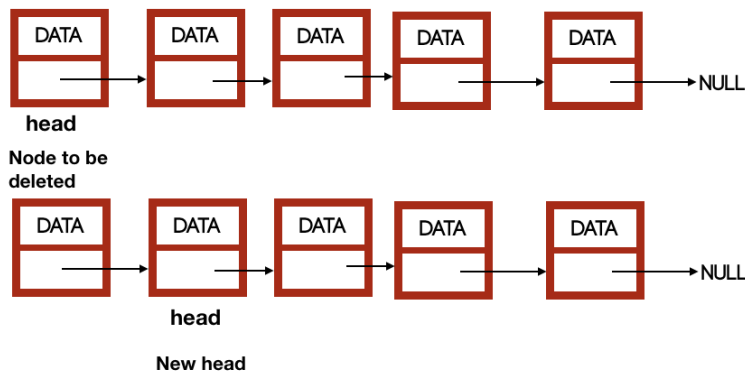 DATA DATA DATA DATA DATA
NULL
head
Node to be
deleted
DATA DATA DATA DATA DATA
NULL
head
New head